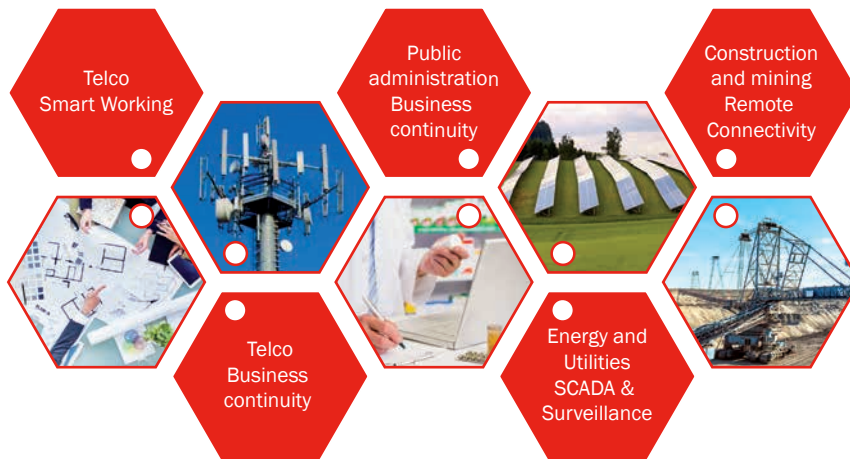 Telco
Smart Working
Public
administration
Business
continuity
Construction
and mining
Remote
Connectivity
Telco
Business
continuity
Energy and
Utilities
SCADA &
Surveillance